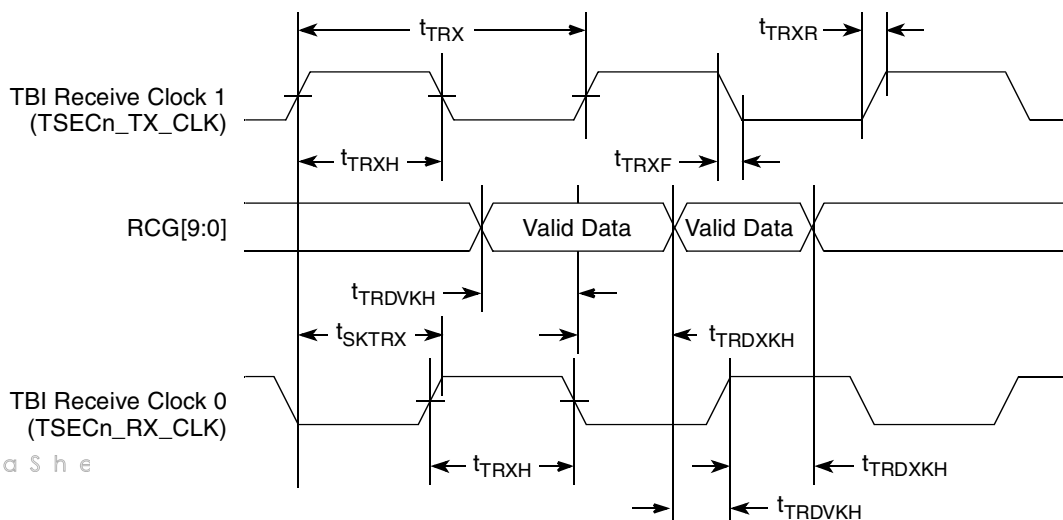 tTRX
tTRXR
TBI Receive Clock 1
(TSECn_TX_CLK)
tTRXH
tTRXF
RCG[9:0]
Valid Data
Valid Data
tTRDVKH
tSKTRX
tTRDXKH
TBI Receive Clock 0
(TSECn_RX_CLK)
a S h e
tTRXH
tTRDXKH
tTRDVKH